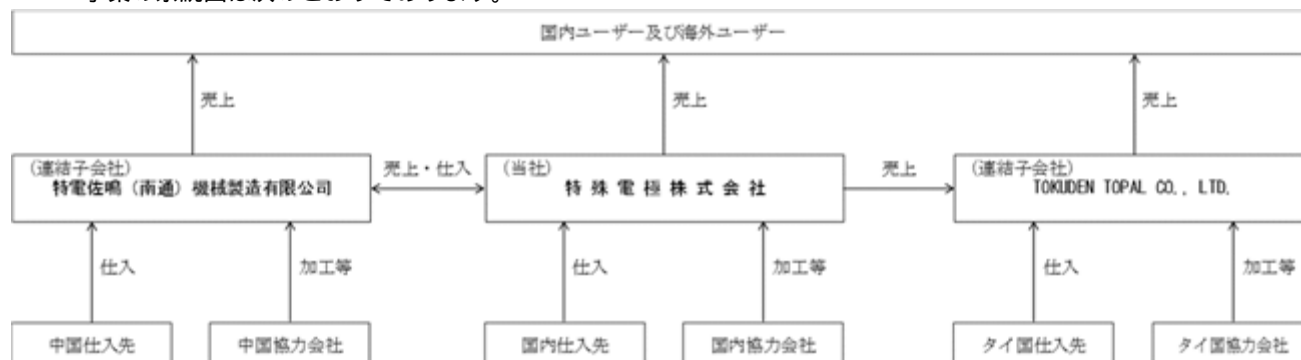 事業の系統図は次のとおりであります。
国内ユーザー及び海外ユーザー
売上
売上
売上
(連結子会社)
特電佐鳴(南通)機械製造有限公司
売上・仕入
(当社)
特殊電極株式会社
売上
(連結子会社)
TOKUDEN TOPAL CO., LTD.
仕入
加工等
仕入
加工等
仕入
加工等
中国仕入先
中国協力会社
国内仕入先
国内協力会社
タイ国仕入先
タイ国協力会社